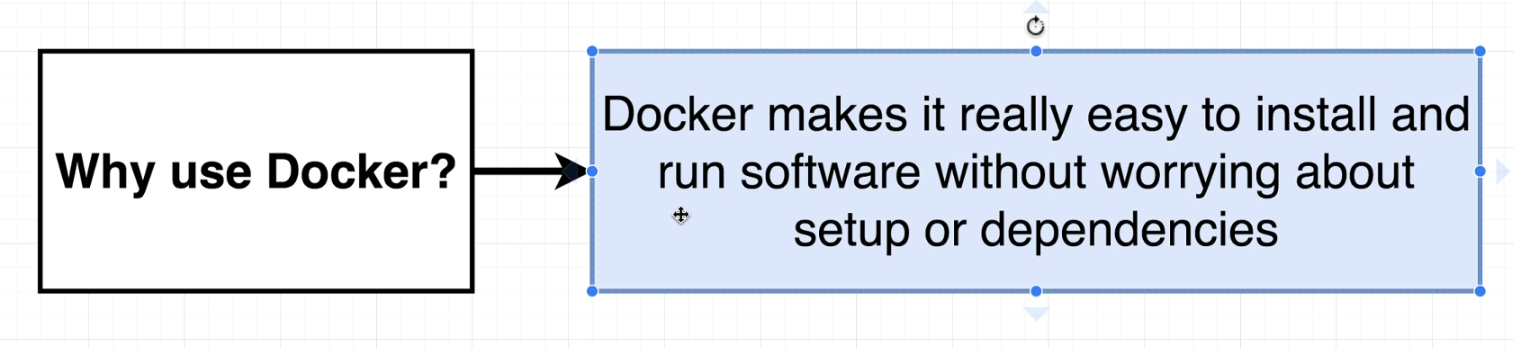 Why use Docker?
Docker makes it really easy to install and
run software without worrying about
setup or dependencies